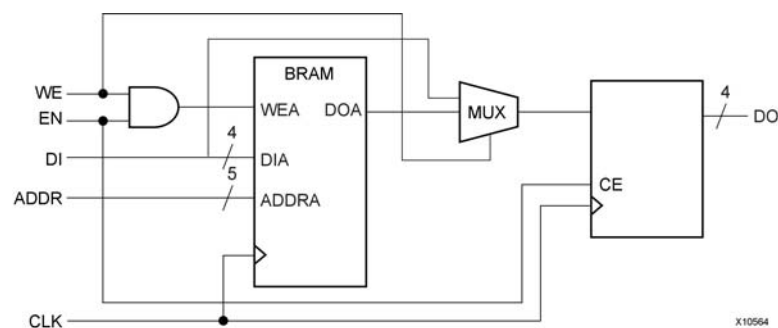 BRAM
WE
EN
WEA
DOA
MUX
4
DO
DI
4
DIA
ADDR
5
ADDRA
CE
CLK
X10564